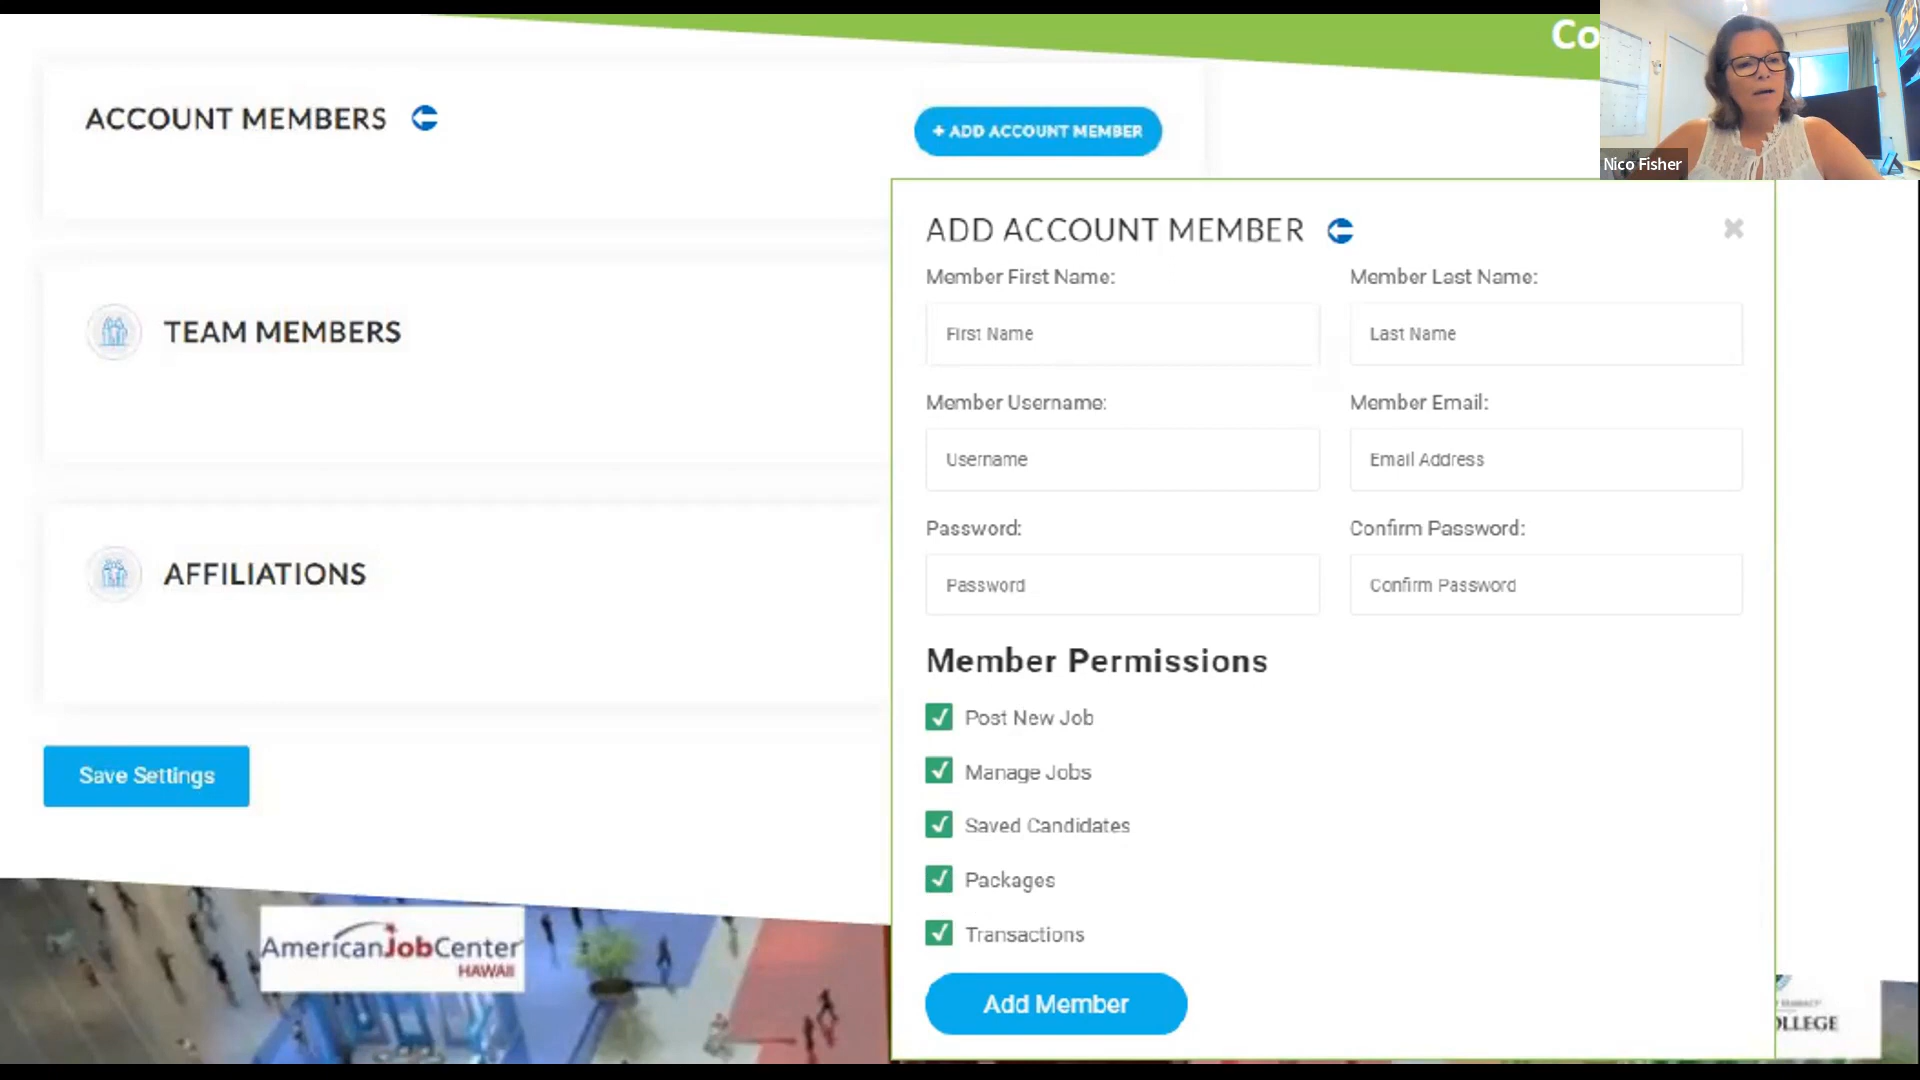 Co
Nico Fisher
ACCOUNT MEMBERS
+ ADD ACCOUNT MEMBER
TEAM MEMBERS
AFFILIATIONS
Save Settings
ADD ACCOUNT MEMBER
Member First Name:
Member Last Name:
First Name
Last Name
Member Username:
Member Email:
Username
Email Address
Password:
Confirm Password:
Password
Confirm Password
Member Permissions
Post New Job
Manage Jobs
Saved Candidates
Packages
Transactions
Add Member
AmericanJobCenter
HAWAII
LLEGE